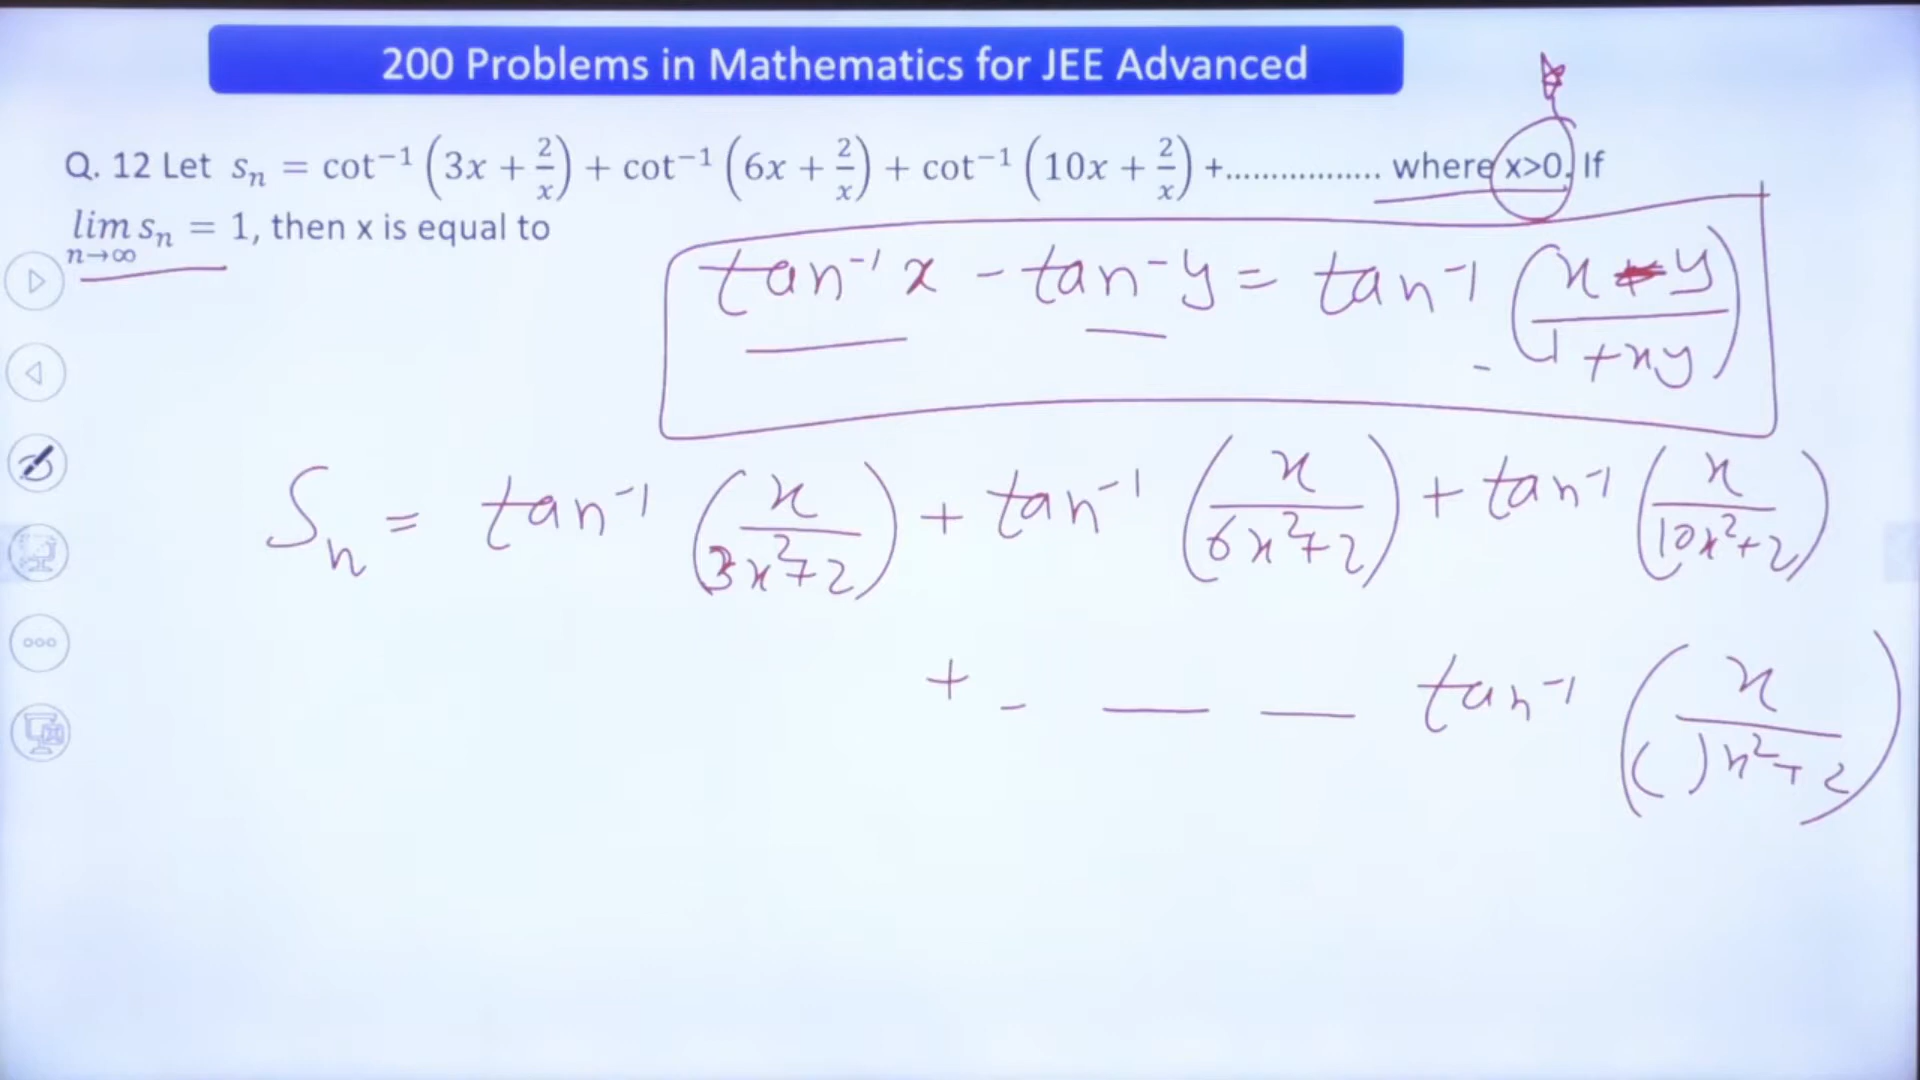 200 Problems in Mathematics for JEE Advanced
Q. 12 Let sₙ = cot⁻¹ (3x + 2/x) + cot⁻¹ (6x + 2/x) + cot⁻¹ (10x + 2/x) +................. where x>0. If
lim n→∞ sₙ = 1, then x is equal to
tan⁻¹ x - tan⁻ y = tan⁻¹ (x - y / 1 + xy)
Sₙ = tan⁻¹ (x / 3x²+2) + tan⁻¹ (x / 6x²+2) + tan⁻¹ (x / 10x²+2)
+ - — — tan⁻¹ (x / ( )x²+2)